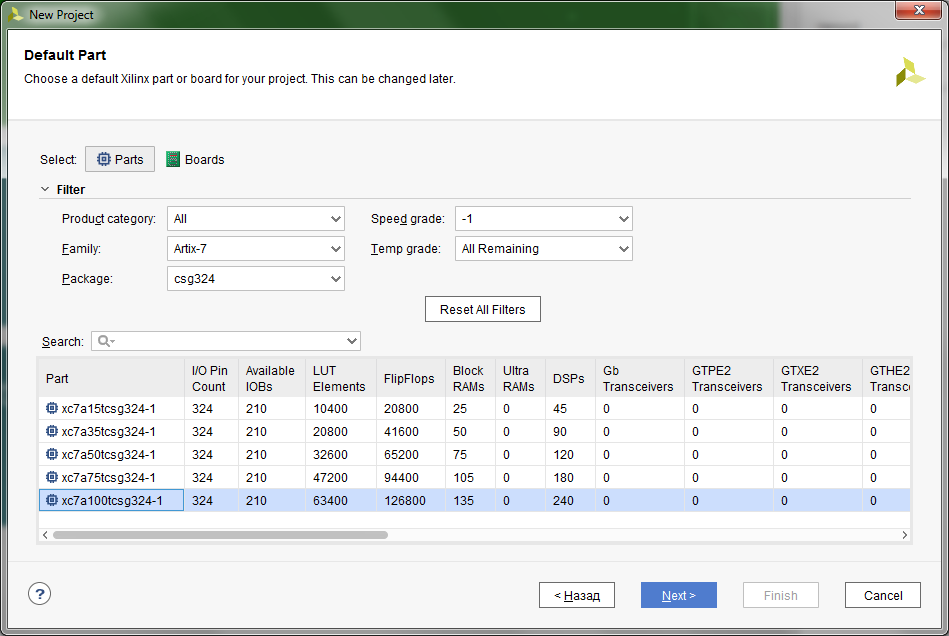 New Project
Default Part
Choose a default Xilinx part or board for your project. This can be changed later.
Select: Parts Boards
Filter
Product category: All Speed grade: -1
Family: Artix-7 Temp grade: All Remaining
Package: csg324
Reset All Filters
Search:
Part I/O Pin Count Available IOBs LUT Elements FlipFlops Block RAMs Ultra RAMs DSPs Gb Transceivers GTPE2 Transceivers GTXE2 Transceivers GTHE2 Transc
xc7a15tcsg324-1 324 210 10400 20800 25 0 45 0 0 0 0
xc7a35tcsg324-1 324 210 20800 41600 50 0 90 0 0 0 0
xc7a50tcsg324-1 324 210 32600 65200 75 0 120 0 0 0 0
xc7a75tcsg324-1 324 210 47200 94400 105 0 180 0 0 0 0
xc7a100tcsg324-1 324 210 63400 126800 135 0 240 0 0 0 0
? < Назад Next > Finish Cancel